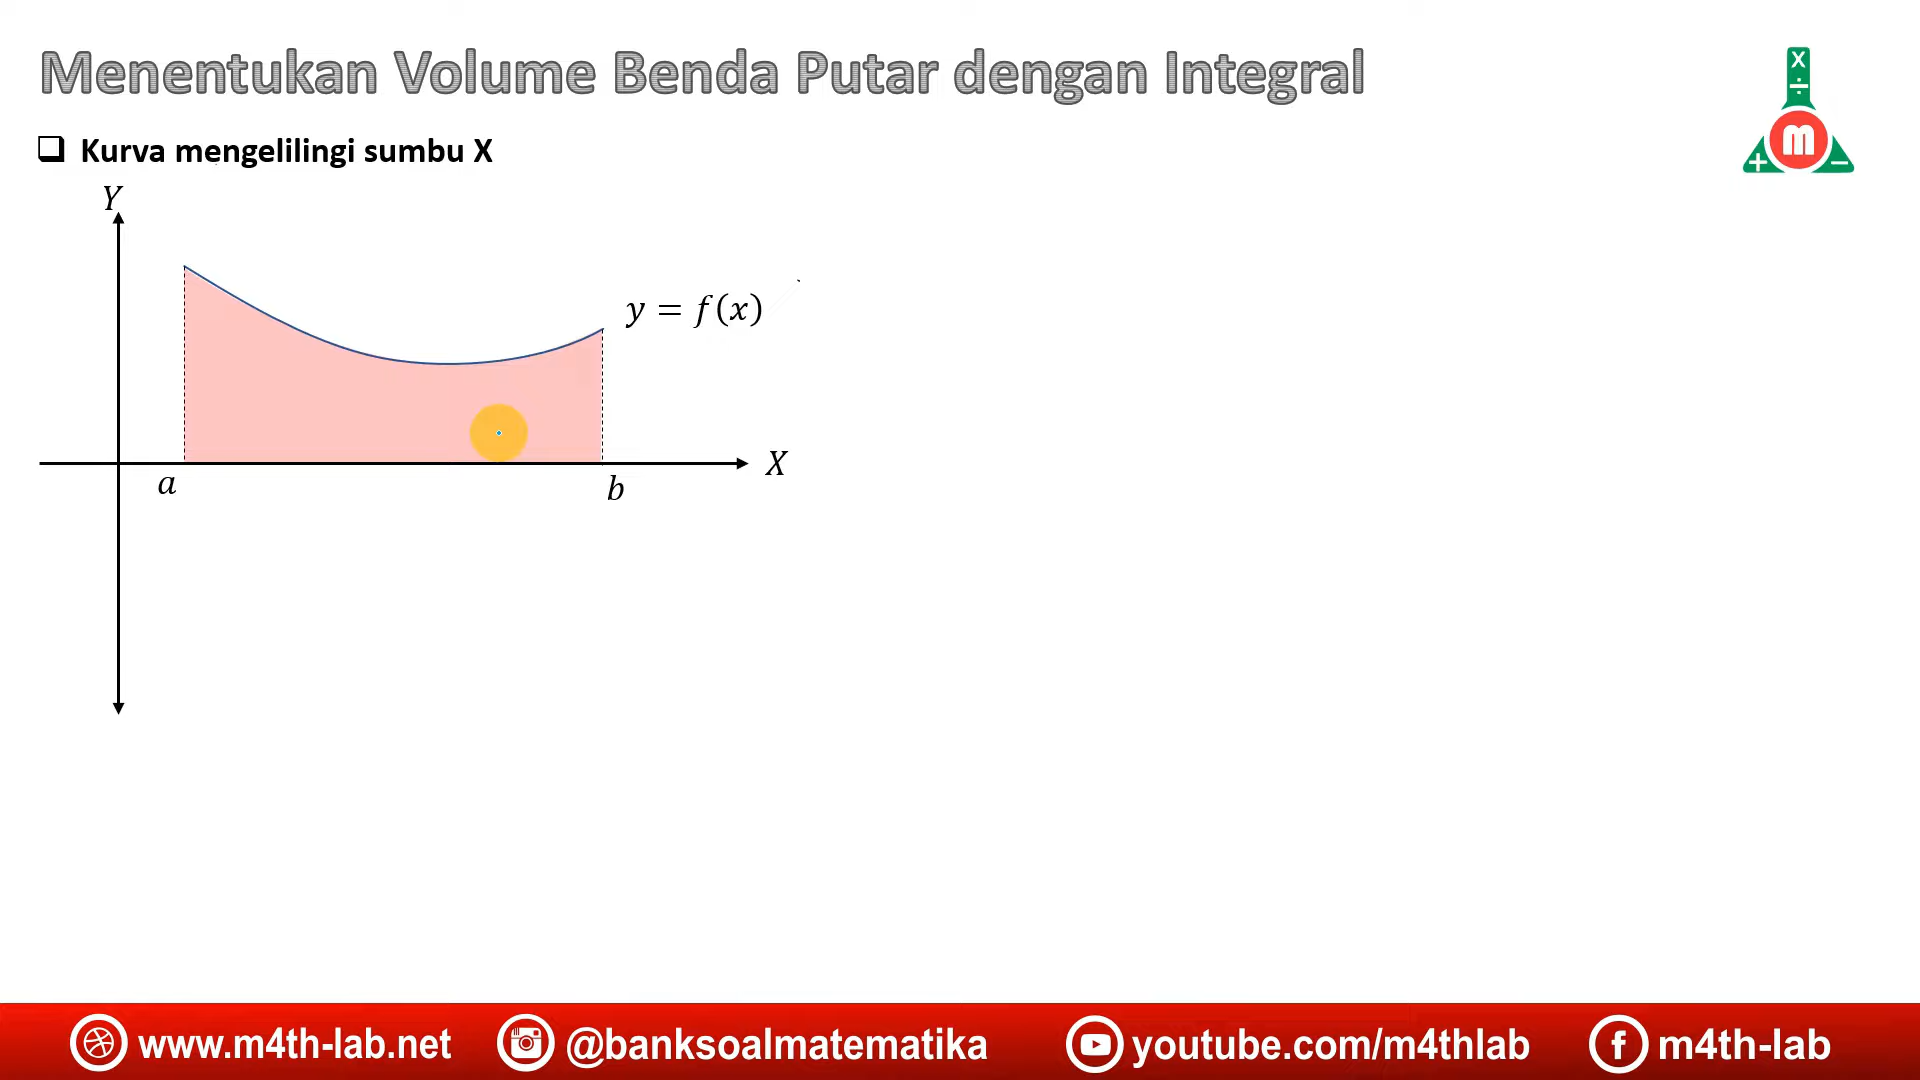 Menentukan Volume Benda Putar dengan Integral
X
÷
m
+ −
❑ Kurva mengelilingi sumbu X
Y
y = f(x)
X
a
b
www.m4th-lab.net
@banksoalmatematika
youtube.com/m4thlab
f
m4th-lab